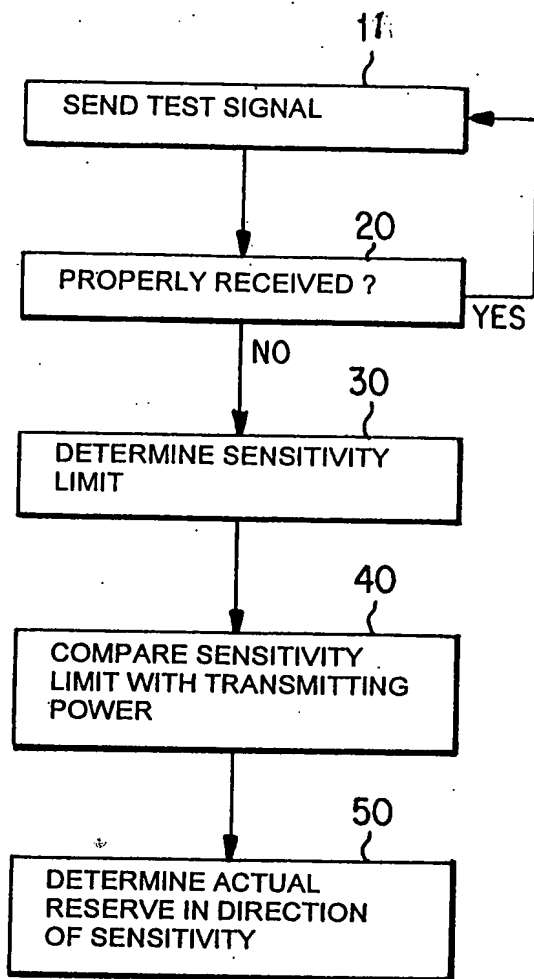 11
SEND TEST SIGNAL
20
PROPERLY RECEIVED ?
YES
NO
30
DETERMINE SENSITIVITY
LIMIT
40
COMPARE SENSITIVITY
LIMIT WITH TRANSMITTING
POWER
50
DETERMINE ACTUAL
RESERVE IN DIRECTION
OF SENSITIVITY